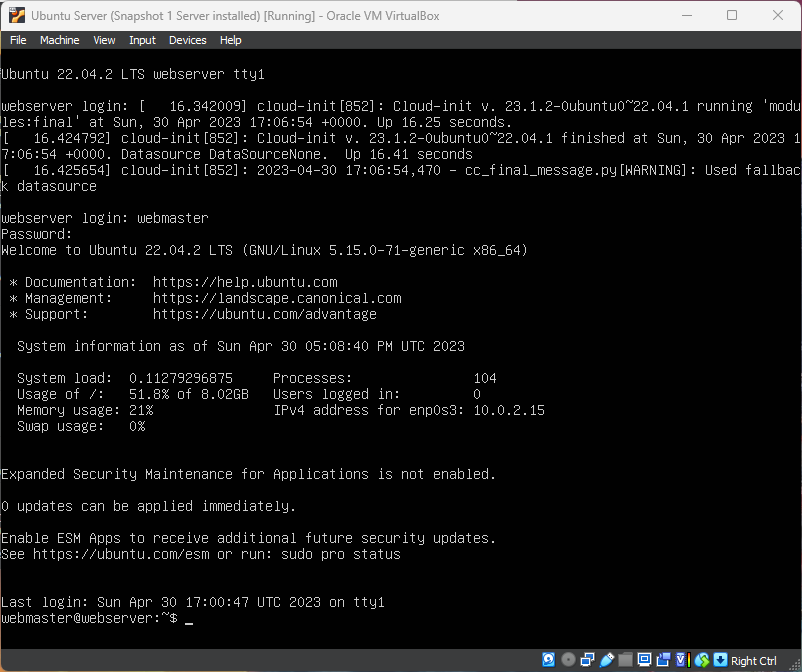 Ubuntu Server (Snapshot 1 Server installed) [Running] - Oracle VM VirtualBox
File Machine View Input Devices Help
Ubuntu 22.04.2 LTS webserver tty1
webserver login: [   16.342009] cloud-init[852]: Cloud-init v. 23.1.2-0ubuntu0~22.04.1 running 'modu
les:final' at Sun, 30 Apr 2023 17:06:54 +0000. Up 16.25 seconds.
[   16.424792] cloud-init[852]: Cloud-init v. 23.1.2-0ubuntu0~22.04.1 finished at Sun, 30 Apr 2023 1
7:06:54 +0000. Datasource DataSourceNone.  Up 16.41 seconds
[   16.425654] cloud-init[852]: 2023-04-30 17:06:54,470 - cc_final_message.py[WARNING]: Used fallbac
k datasource
webserver login: webmaster
Password:
Welcome to Ubuntu 22.04.2 LTS (GNU/Linux 5.15.0-71-generic x86_64)
 * Documentation:  https://help.ubuntu.com
 * Management:     https://landscape.canonical.com
 * Support:        https://ubuntu.com/advantage
  System information as of Sun Apr 30 05:08:40 PM UTC 2023
  System load:  0.11279296875     Processes:               104
  Usage of /:   51.8% of 8.02GB   Users logged in:         0
  Memory usage: 21%               IPv4 address for enp0s3: 10.0.2.15
  Swap usage:   0%
Expanded Security Maintenance for Applications is not enabled.
0 updates can be applied immediately.
Enable ESM Apps to receive additional future security updates.
See https://ubuntu.com/esm or run: sudo pro status
Last login: Sun Apr 30 17:00:47 UTC 2023 on tty1
webmaster@webserver:~$ _
Right Ctrl